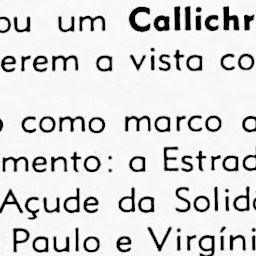 ou um Callichr
erem a vista co
o como marco a
mento: a Estrad
Açude da Solid
Paulo e Virgíni